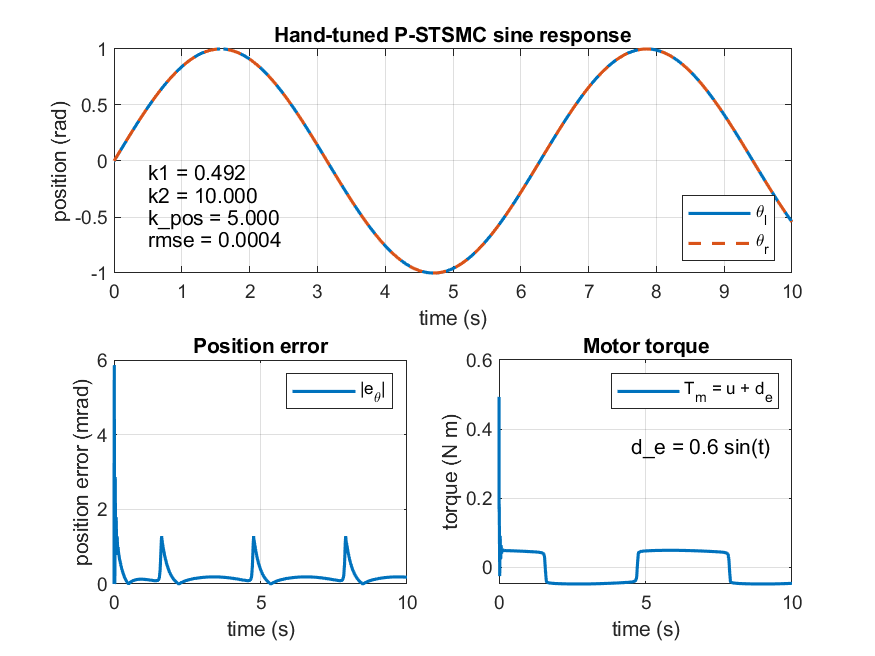 Hand-tuned P-STSMC sine response
1
0.5
0
-0.5
-1
position (rad)
k1 = 0.492
k2 = 10.000
k_pos = 5.000
rmse = 0.0004
θl
θr
0 1 2 3 4 5 6 7 8 9 10
time (s)
Position error
6
4
2
0
position error (mrad)
|eθ|
0 5 10
time (s)
Motor torque
0.6
0.4
0.2
0
torque (N m)
Tm = u + de
d_e = 0.6 sin(t)
0 5 10
time (s)